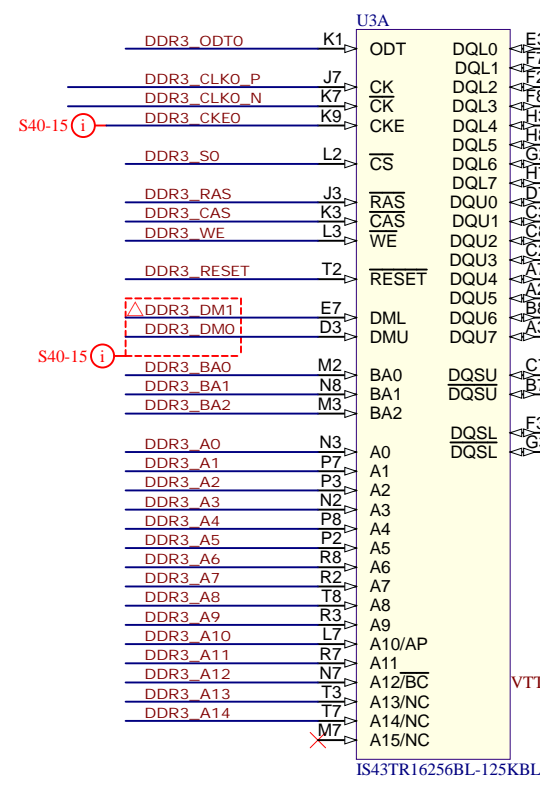 U3A
DDR3_ODT0 K1 ODT DQL0
DQL1
DDR3_CLK0_P J7 CK DQL2
DDR3_CLK0_N K7 CK DQL3
S40-15 i DDR3_CKE0 K9 CKE DQL4
DQL5
DDR3_S0 L2 CS DQL6
DQL7
DDR3_RAS J3 RAS DQU0
DDR3_CAS K3 CAS DQU1
DDR3_WE L3 WE DQU2
DQU3
DDR3_RESET T2 RESET DQU4
DQU5
DDR3_DM1 E7 DML DQU6
DDR3_DM0 D3 DMU DQU7
S40-15 i
DDR3_BA0 M2 BA0 DQSU
DDR3_BA1 N8 BA1 DQSU
DDR3_BA2 M3 BA2
DQSL
DDR3_A0 N3 A0 DQSL
DDR3_A1 P7 A1
DDR3_A2 P3 A2
DDR3_A3 N2 A3
DDR3_A4 P8 A4
DDR3_A5 P2 A5
DDR3_A6 R8 A6
DDR3_A7 R2 A7
DDR3_A8 T8 A8
DDR3_A9 R3 A9
DDR3_A10 L7 A10/AP
DDR3_A11 R7 A11
DDR3_A12 N7 A12/BC VTT
DDR3_A13 T3 A13/NC
DDR3_A14 T7 A14/NC
M7 A15/NC
IS43TR16256BL-125KBL